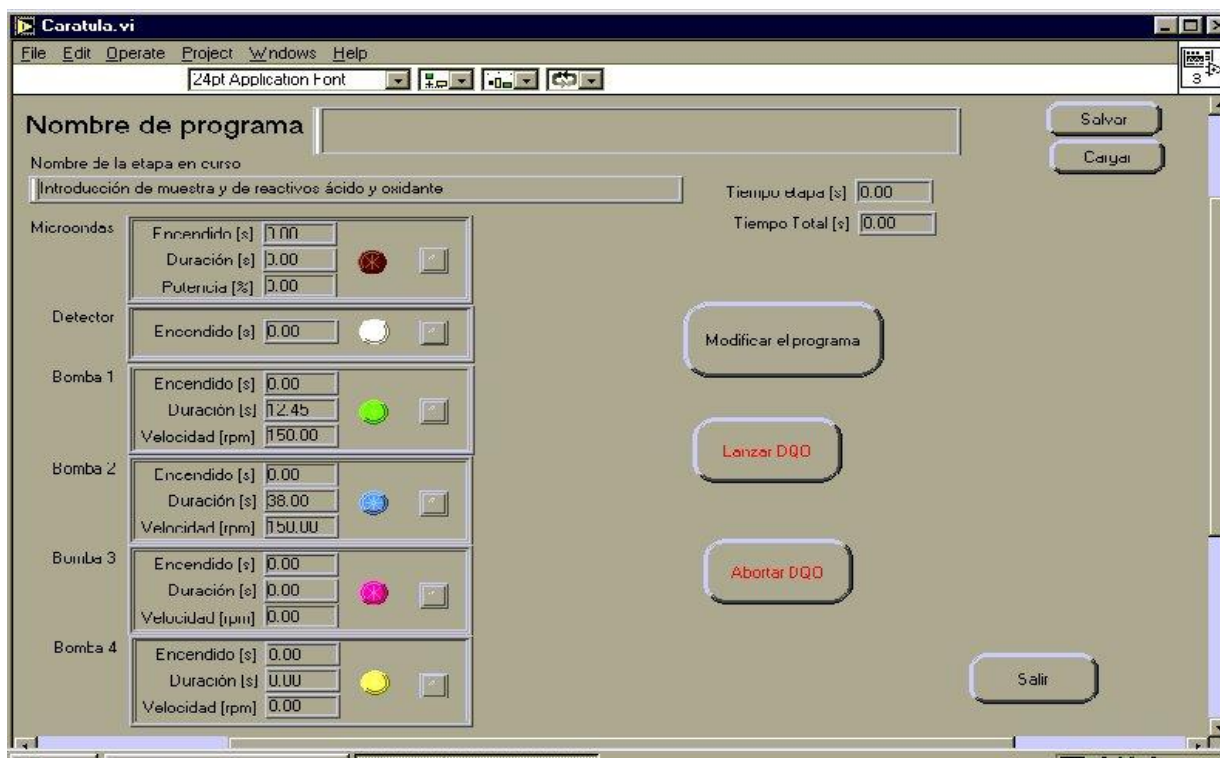 Caratula.vi
File Edit Operate Project Windows Help
24pt Application Font
3
Nombre de programa
Salvar
Cargar
Nombre de la etapa en curso
Introducción de muestra y de reactivos ácido y oxidante
Tiempo etapa [s] 0.00
Tiempo Total [s] 0.00
Microondas
Encendido [s] 0.00
Duración [s] 0.00
Potencia [%] 0.00
Detector
Encendido [s] 0.00
Modificar el programa
Bomba 1
Encendido [s] 0.00
Duración [s] 12.45
Velocidad [rpm] 150.00
Lanzar DQO
Bomba 2
Encendido [s] 0.00
Duración [s] 38.00
Velocidad [rpm] 150.00
Bomba 3
Encendido [s] 0.00
Duración [s] 0.00
Velocidad [rpm] 0.00
Abortar DQO
Bomba 4
Encendido [s] 0.00
Duración [s] 0.00
Velocidad [rpm] 0.00
Salir